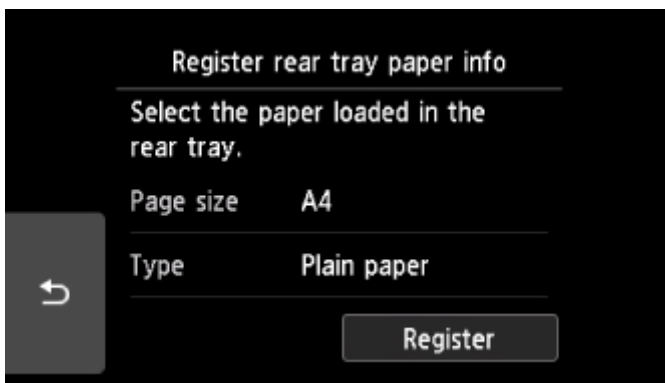 Register rear tray paper info
Select the paper loaded in the
rear tray.
Page size A4
Type Plain paper
Register